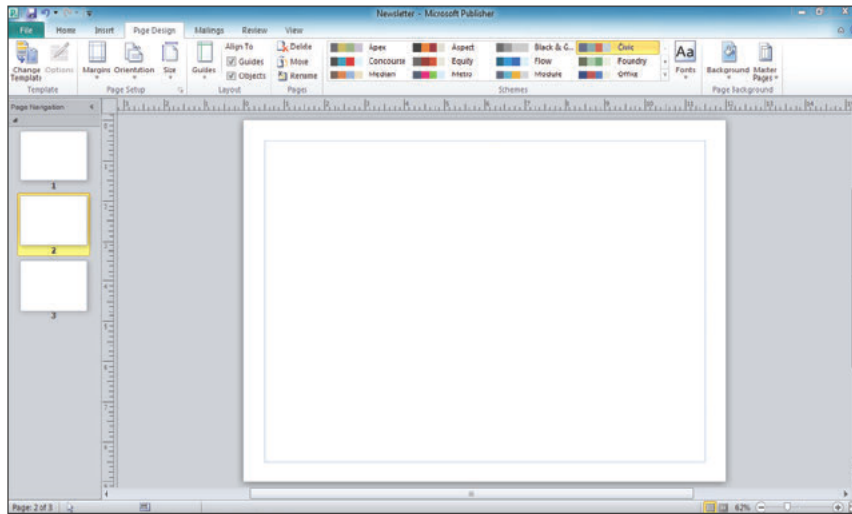 Newsletter - Microsoft Publisher
File Home Insert Page Design Mailings Review View
Change Template Options Margins Orientation Size Guides
Align To
Guides
Objects
Delete
Move
Rename
Apex Aspect Black & G... Civic
Concourse Equity Flow Foundry
Median Metro Module Office
Fonts Background Master Pages
Template Page Setup Layout Pages Schemes Page Background
Page Navigation
1
2
3
Page: 2 of 3
62%